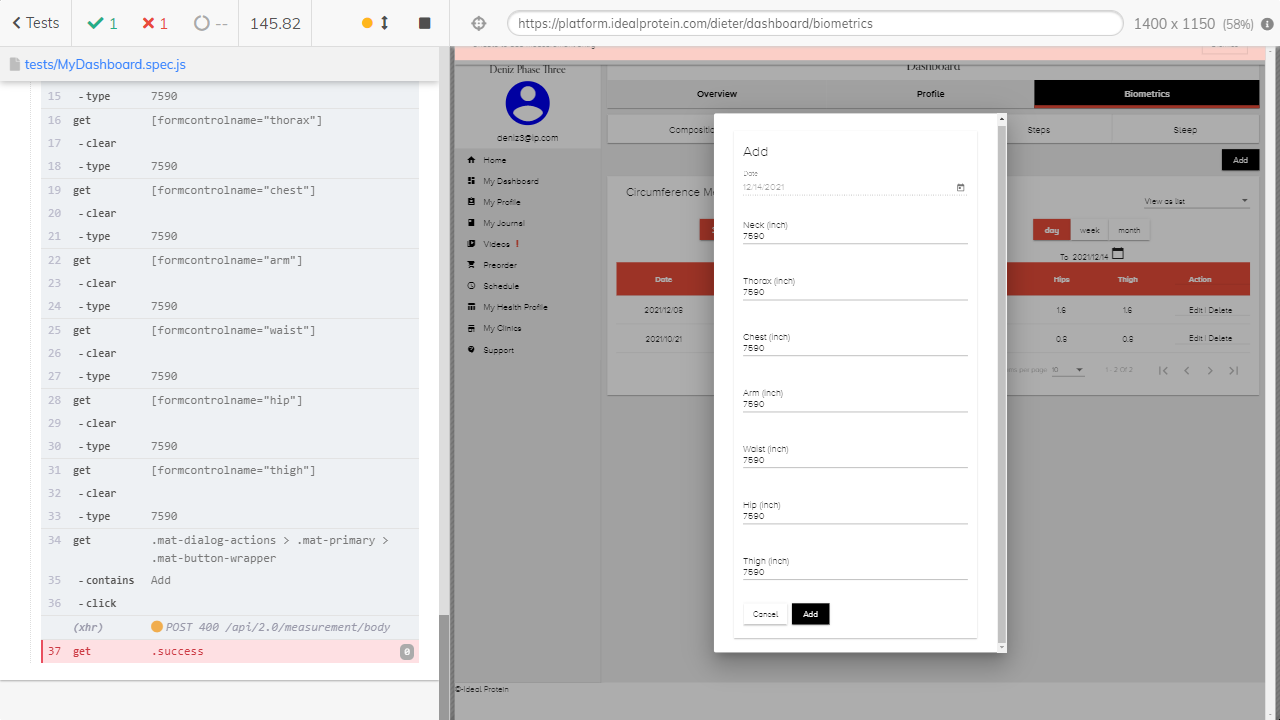 Tests
1
1
--
145.82
https://platform.idealprotein.com/dieter/dashboard/biometrics
1400 x 1150 (58%)
tests/MyDashboard.spec.js
15 -type 7590
16 get [formcontrolname="thorax"]
17 -clear
18 -type 7590
19 get [formcontrolname="chest"]
20 -clear
21 -type 7590
22 get [formcontrolname="arm"]
23 -clear
24 -type 7590
25 get [formcontrolname="waist"]
26 -clear
27 -type 7590
28 get [formcontrolname="hip"]
29 -clear
30 -type 7590
31 get [formcontrolname="thigh"]
32 -clear
33 -type 7590
34 get .mat-dialog-actions > .mat-primary >
.mat-button-wrapper
35 -contains Add
36 -click
(xhr) POST 400 /api/2.0/measurement/body
37 get .success 0
Deniz Phase Three
deniz3@ip.com
Home
My Dashboard
My Profile
My Journal
Videos !
Preorder
Schedule
My Health Profile
My Clinics
Support
©-Ideal Protein
Dashboard
Overview Profile Biometrics
Steps Sleep
Add
View as list
day week month
To 2021/12/14
Date Hips Thigh Action
2021/12/09 1.6 1.6 Edit | Delete
2021/10/21 0.8 0.8 Edit | Delete
per page 10 1 - 2 Of 2
Add
Date
12/14/2021
Neck (inch)
7590
Thorax (inch)
7590
Chest (inch)
7590
Arm (inch)
7590
Waist (inch)
7590
Hip (inch)
7590
Thigh (inch)
7590
Cancel Add